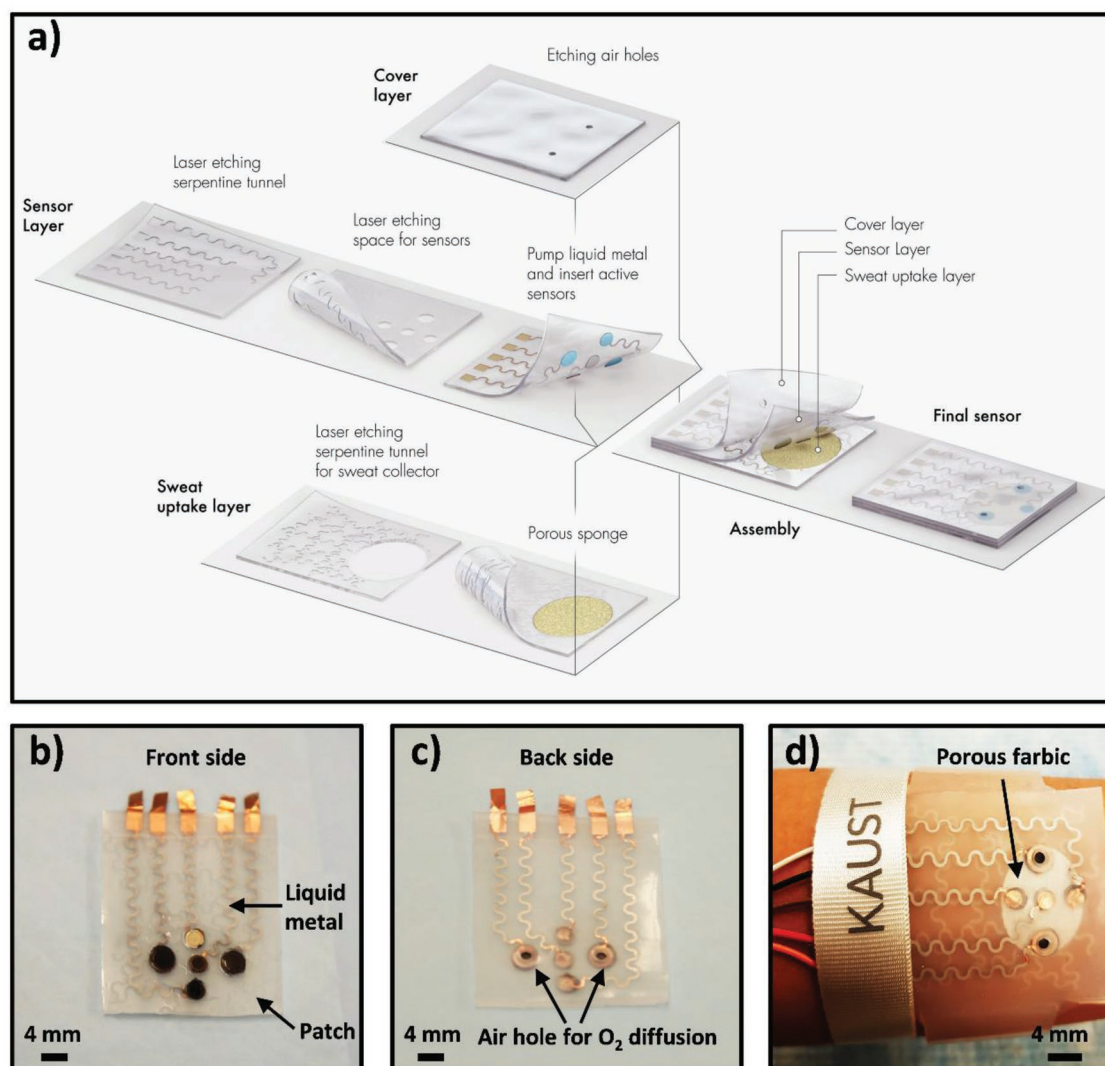 a)
Etching air holes
Cover
layer
Laser etching
serpentine tunnel
Sensor
Layer
Laser etching
space for sensors
Pump liquid metal
and insert active
sensors
Cover layer
Sensor Layer
Sweat uptake layer
Final sensor
Laser etching
serpentine tunnel
for sweat collector
Sweat
uptake layer
Porous sponge
Assembly
b)
Front side
Liquid
metal
Patch
4 mm
c)
Back side
Air hole for O₂ diffusion
4 mm
d)
Porous farbic
KAUST
4 mm